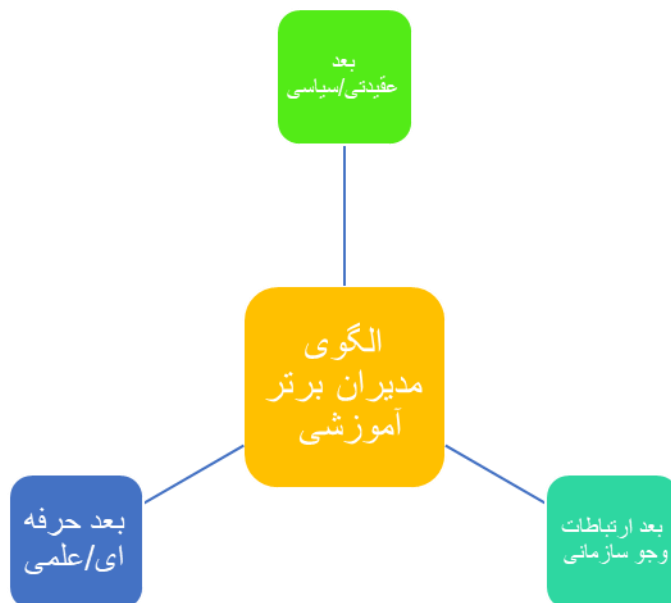 بعد
عقیدتی/سیاسی
الگوی
مدیران برتر
آموزشی
بعد ارتباطات
وجو سازمانی
بعد حرفه
ای/علمی